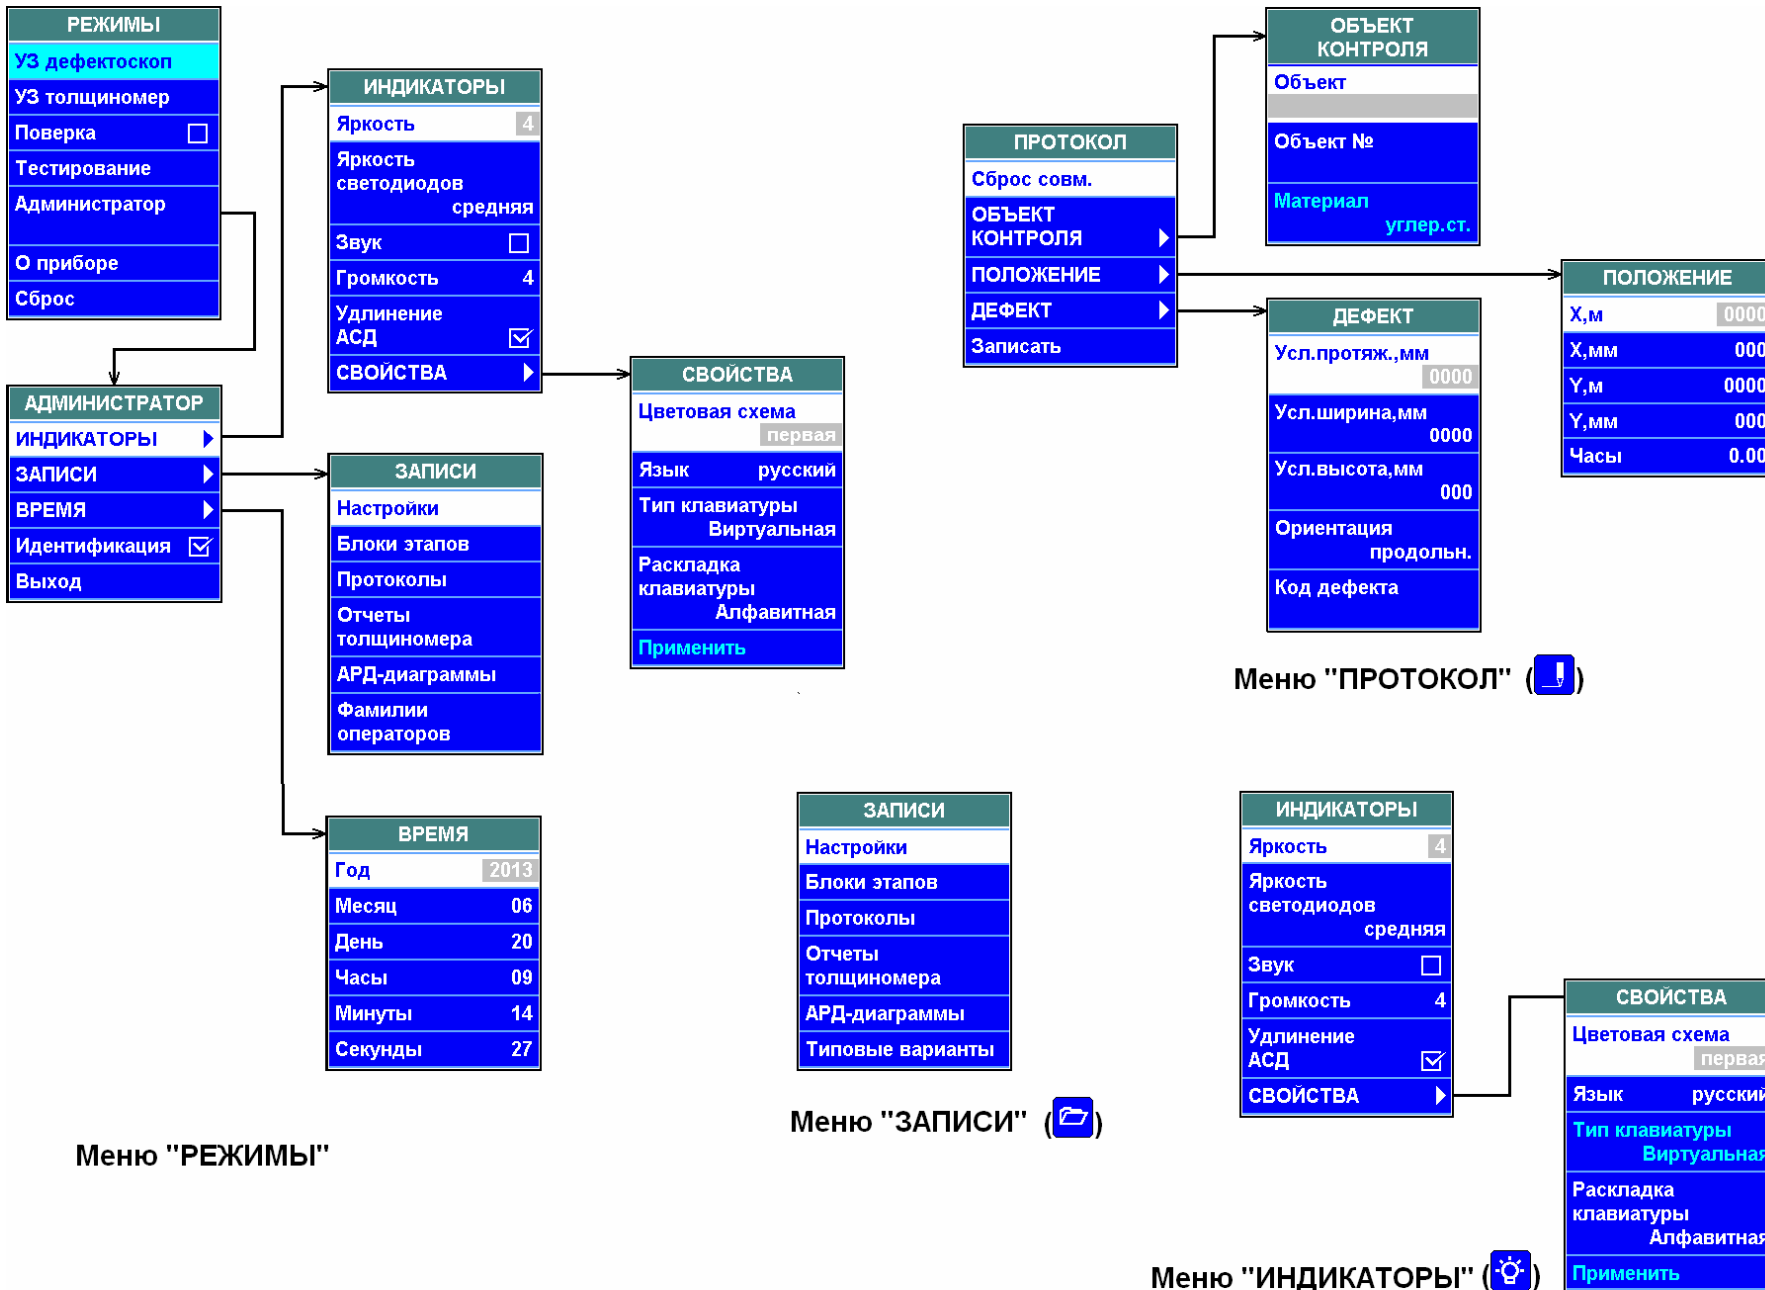 РЕЖИМЫ
УЗ дефектоскоп
УЗ толщиномер
Поверка
Тестирование
Администратор
О приборе
Сброс
АДМИНИСТРАТОР
ИНДИКАТОРЫ
ЗАПИСИ
ВРЕМЯ
Идентификация
Выход
ИНДИКАТОРЫ
Яркость 4
Яркость
светодиодов
средняя
Звук
Громкость 4
Удлинение
АСД
СВОЙСТВА
ЗАПИСИ
Настройки
Блоки этапов
Протоколы
Отчеты
толщиномера
АРД-диаграммы
Фамилии
операторов
ВРЕМЯ
Год 2013
Месяц 06
День 20
Часы 09
Минуты 14
Секунды 27
СВОЙСТВА
Цветовая схема
первая
Язык русский
Тип клавиатуры
Виртуальная
Раскладка
клавиатуры
Алфавитная
Применить
Меню "РЕЖИМЫ"
ПРОТОКОЛ
Сброс совм.
ОБЪЕКТ
КОНТРОЛЯ
ПОЛОЖЕНИЕ
ДЕФЕКТ
Записать
ОБЪЕКТ
КОНТРОЛЯ
Объект
Объект №
Материал
углер.ст.
ДЕФЕКТ
Усл.протяж.,мм
0000
Усл.ширина,мм
0000
Усл.высота,мм
000
Ориентация
продольн.
Код дефекта
ПОЛОЖЕНИЕ
X,м 0000
X,мм 000
Y,м 0000
Y,мм 000
Часы 0.00
Меню "ПРОТОКОЛ" ( )
ЗАПИСИ
Настройки
Блоки этапов
Протоколы
Отчеты
толщиномера
АРД-диаграммы
Типовые варианты
Меню "ЗАПИСИ" ( )
ИНДИКАТОРЫ
Яркость 4
Яркость
светодиодов
средняя
Звук
Громкость 4
Удлинение
АСД
СВОЙСТВА
СВОЙСТВА
Цветовая схема
первая
Язык русский
Тип клавиатуры
Виртуальная
Раскладка
клавиатуры
Алфавитная
Применить
Меню "ИНДИКАТОРЫ" ( )